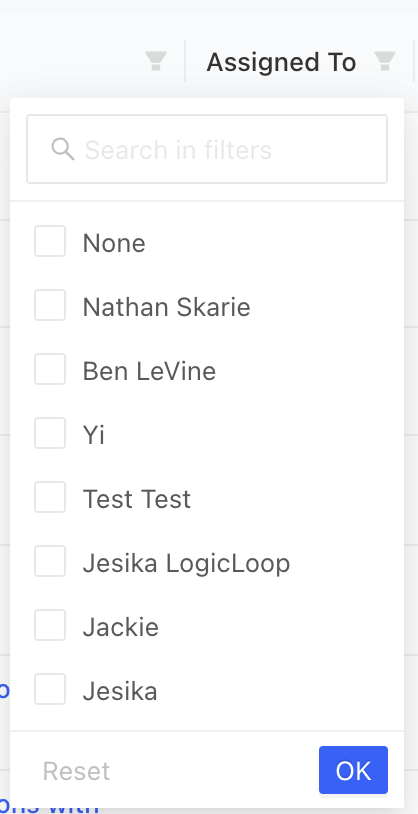 Assigned To
Search in filters
None
Nathan Skarie
Ben LeVine
Yi
Test Test
Jesika LogicLoop
Jackie
Jesika
Reset
OK